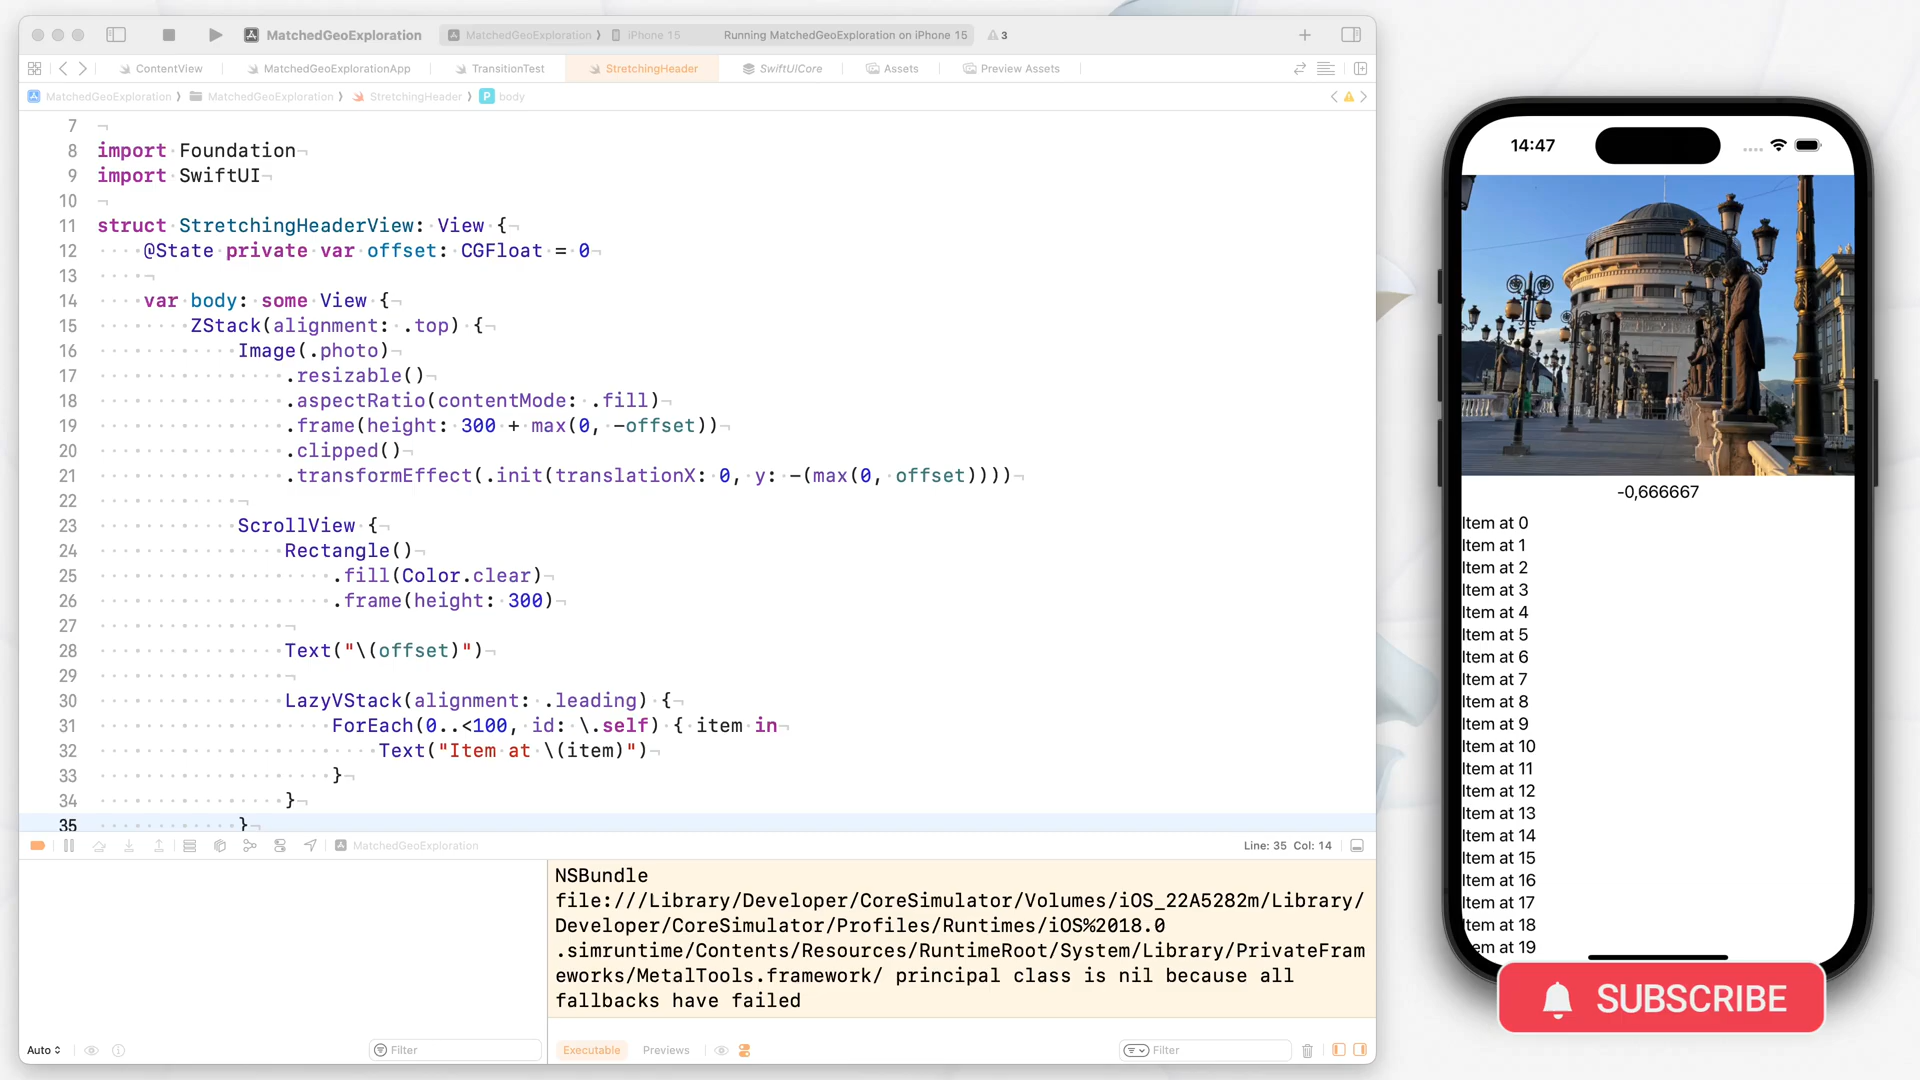 MatchedGeoExploration
MatchedGeoExploration ⟩ iPhone 15
Running MatchedGeoExploration on iPhone 15
3
ContentView
MatchedGeoExplorationApp
TransitionTest
StretchingHeader
SwiftUICore
Assets
Preview Assets
MatchedGeoExploration ⟩ MatchedGeoExploration ⟩ StretchingHeader ⟩ P body
7
8 import Foundation
9 import SwiftUI
10
11 struct StretchingHeaderView: View {
12 @State private var offset: CGFloat = 0
13
14 var body: some View {
15 ZStack(alignment: .top) {
16 Image(.photo)
17 .resizable()
18 .aspectRatio(contentMode: .fill)
19 .frame(height: 300 + max(0, -offset))
20 .clipped()
21 .transformEffect(.init(translationX: 0, y: -(max(0, offset))))
22
23 ScrollView {
24 Rectangle()
25 .fill(Color.clear)
26 .frame(height: 300)
27
28 Text("\(offset)")
29
30 LazyVStack(alignment: .leading) {
31 ForEach(0..<100, id: \.self) { item in
32 Text("Item at \(item)")
33 }
34 }
35 }
MatchedGeoExploration
Line: 35 Col: 14
NSBundle
file:///Library/Developer/CoreSimulator/Volumes/iOS_22A5282m/Library/
Developer/CoreSimulator/Profiles/Runtimes/iOS%2018.0
.simruntime/Contents/Resources/RuntimeRoot/System/Library/PrivateFram
eworks/MetalTools.framework/ principal class is nil because all
fallbacks have failed
Auto
Filter
Executable
Previews
Filter
14:47
-0,666667
Item at 0
Item at 1
Item at 2
Item at 3
Item at 4
Item at 5
Item at 6
Item at 7
Item at 8
Item at 9
Item at 10
Item at 11
Item at 12
Item at 13
Item at 14
Item at 15
Item at 16
Item at 17
Item at 18
em at 19
SUBSCRIBE